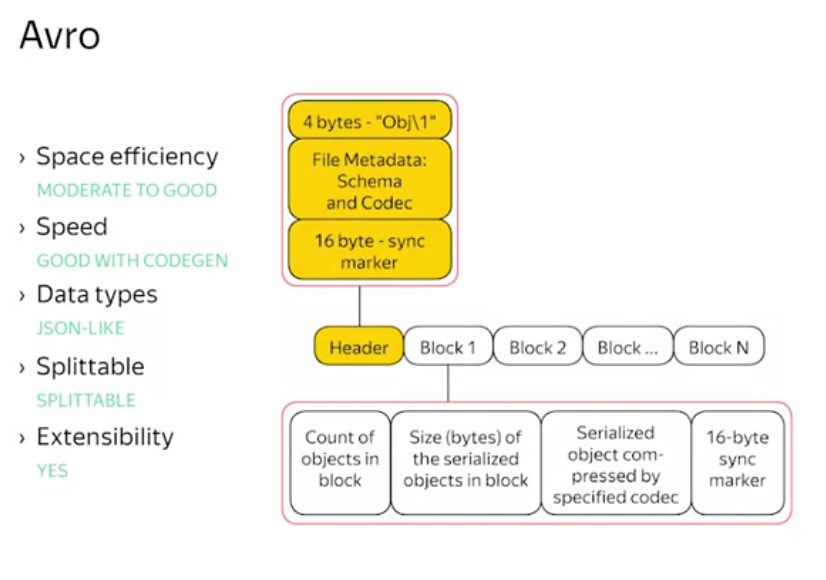 Avro
› Space efficiency
MODERATE TO GOOD
› Speed
GOOD WITH CODEGEN
› Data types
JSON-LIKE
› Splittable
SPLITTABLE
› Extensibility
YES
4 bytes - "Obj\1"
File Metadata:
Schema
and Codec
16 byte - sync
marker
Header
Block 1
Block 2
Block ...
Block N
Count of
objects in
block
Size (bytes) of
the serialized
objects in block
Serialized
object com-
pressed by
specified codec
16-byte
sync
marker